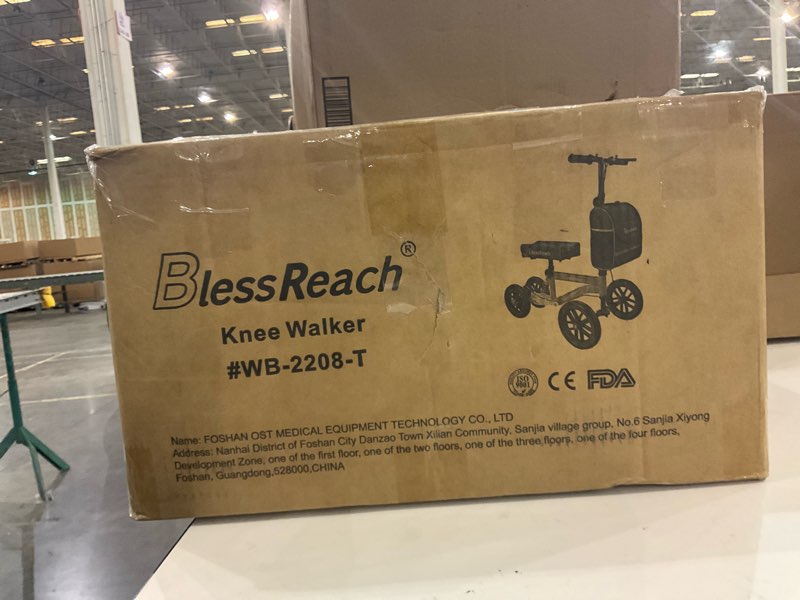 BlessReach®
Knee Walker
#WB-2208-T
ISO
9001
CE FDA
Name: FOSHAN OST MEDICAL EQUIPMENT TECHNOLOGY CO., LTD
Address: Nanhai District of Foshan City Danzao Town Xilian Community, Sanjia village group, No.6 Sanjia Xiyong
Development Zone, one of the first floor, one of the two floors, one of the three floors, one of the four floors,
Foshan, Guangdong,528000,CHINA